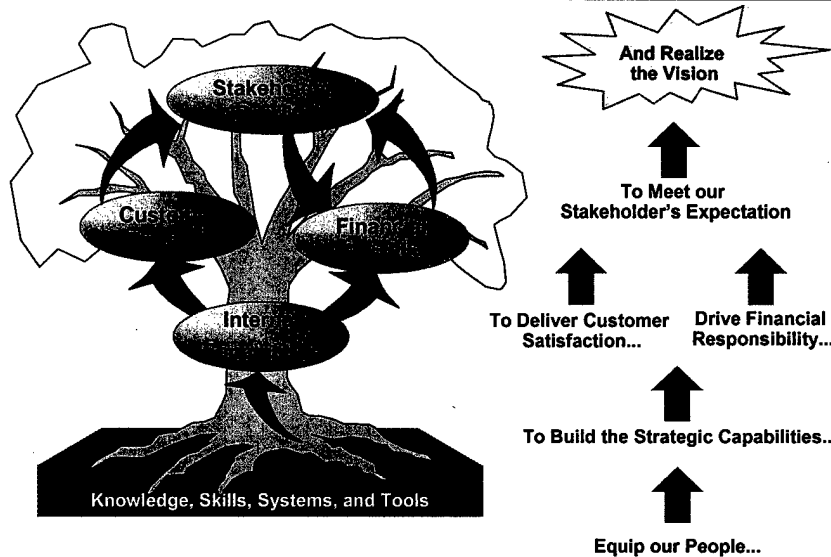 And Realize
the Vision
To Meet our
Stakeholder's Expectation
To Deliver Customer
Satisfaction...
Drive Financial
Responsibility...
To Build the Strategic Capabilities...
Equip our People...
Knowledge, Skills, Systems, and Tools